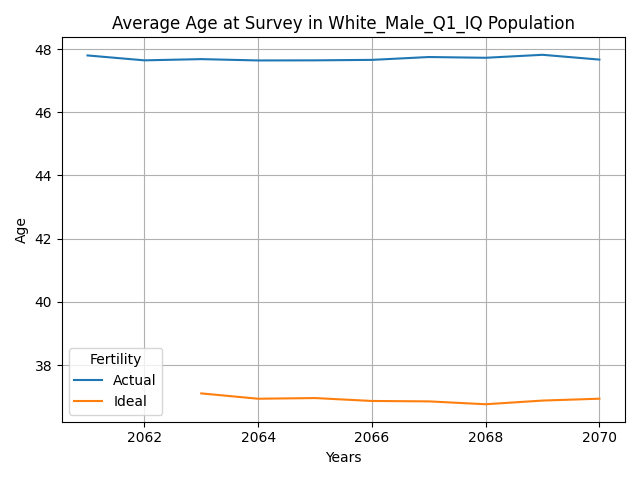 Average Age at Survey in White_Male_Q1_IQ Population
48
46
44
42
40
38
Age
Fertility
Actual
Ideal
2062 2064 2066 2068 2070
Years